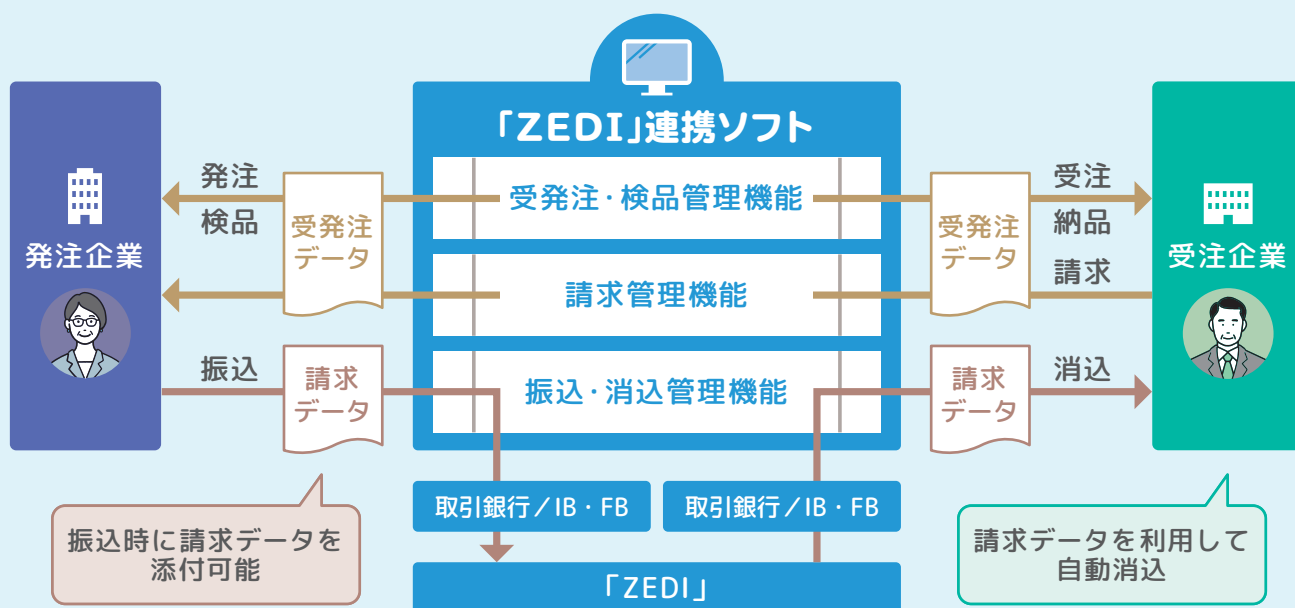 「ZEDI」連携ソフト
発注企業
発注
検品
受発注
データ
受発注・検品管理機能
受発注
データ
受注
納品
受注企業
請求管理機能
請求
振込
請求
データ
振込・消込管理機能
請求
データ
消込
取引銀行/IB・FB
取引銀行/IB・FB
振込時に請求データを
添付可能
請求データを利用して
自動消込
「ZEDI」